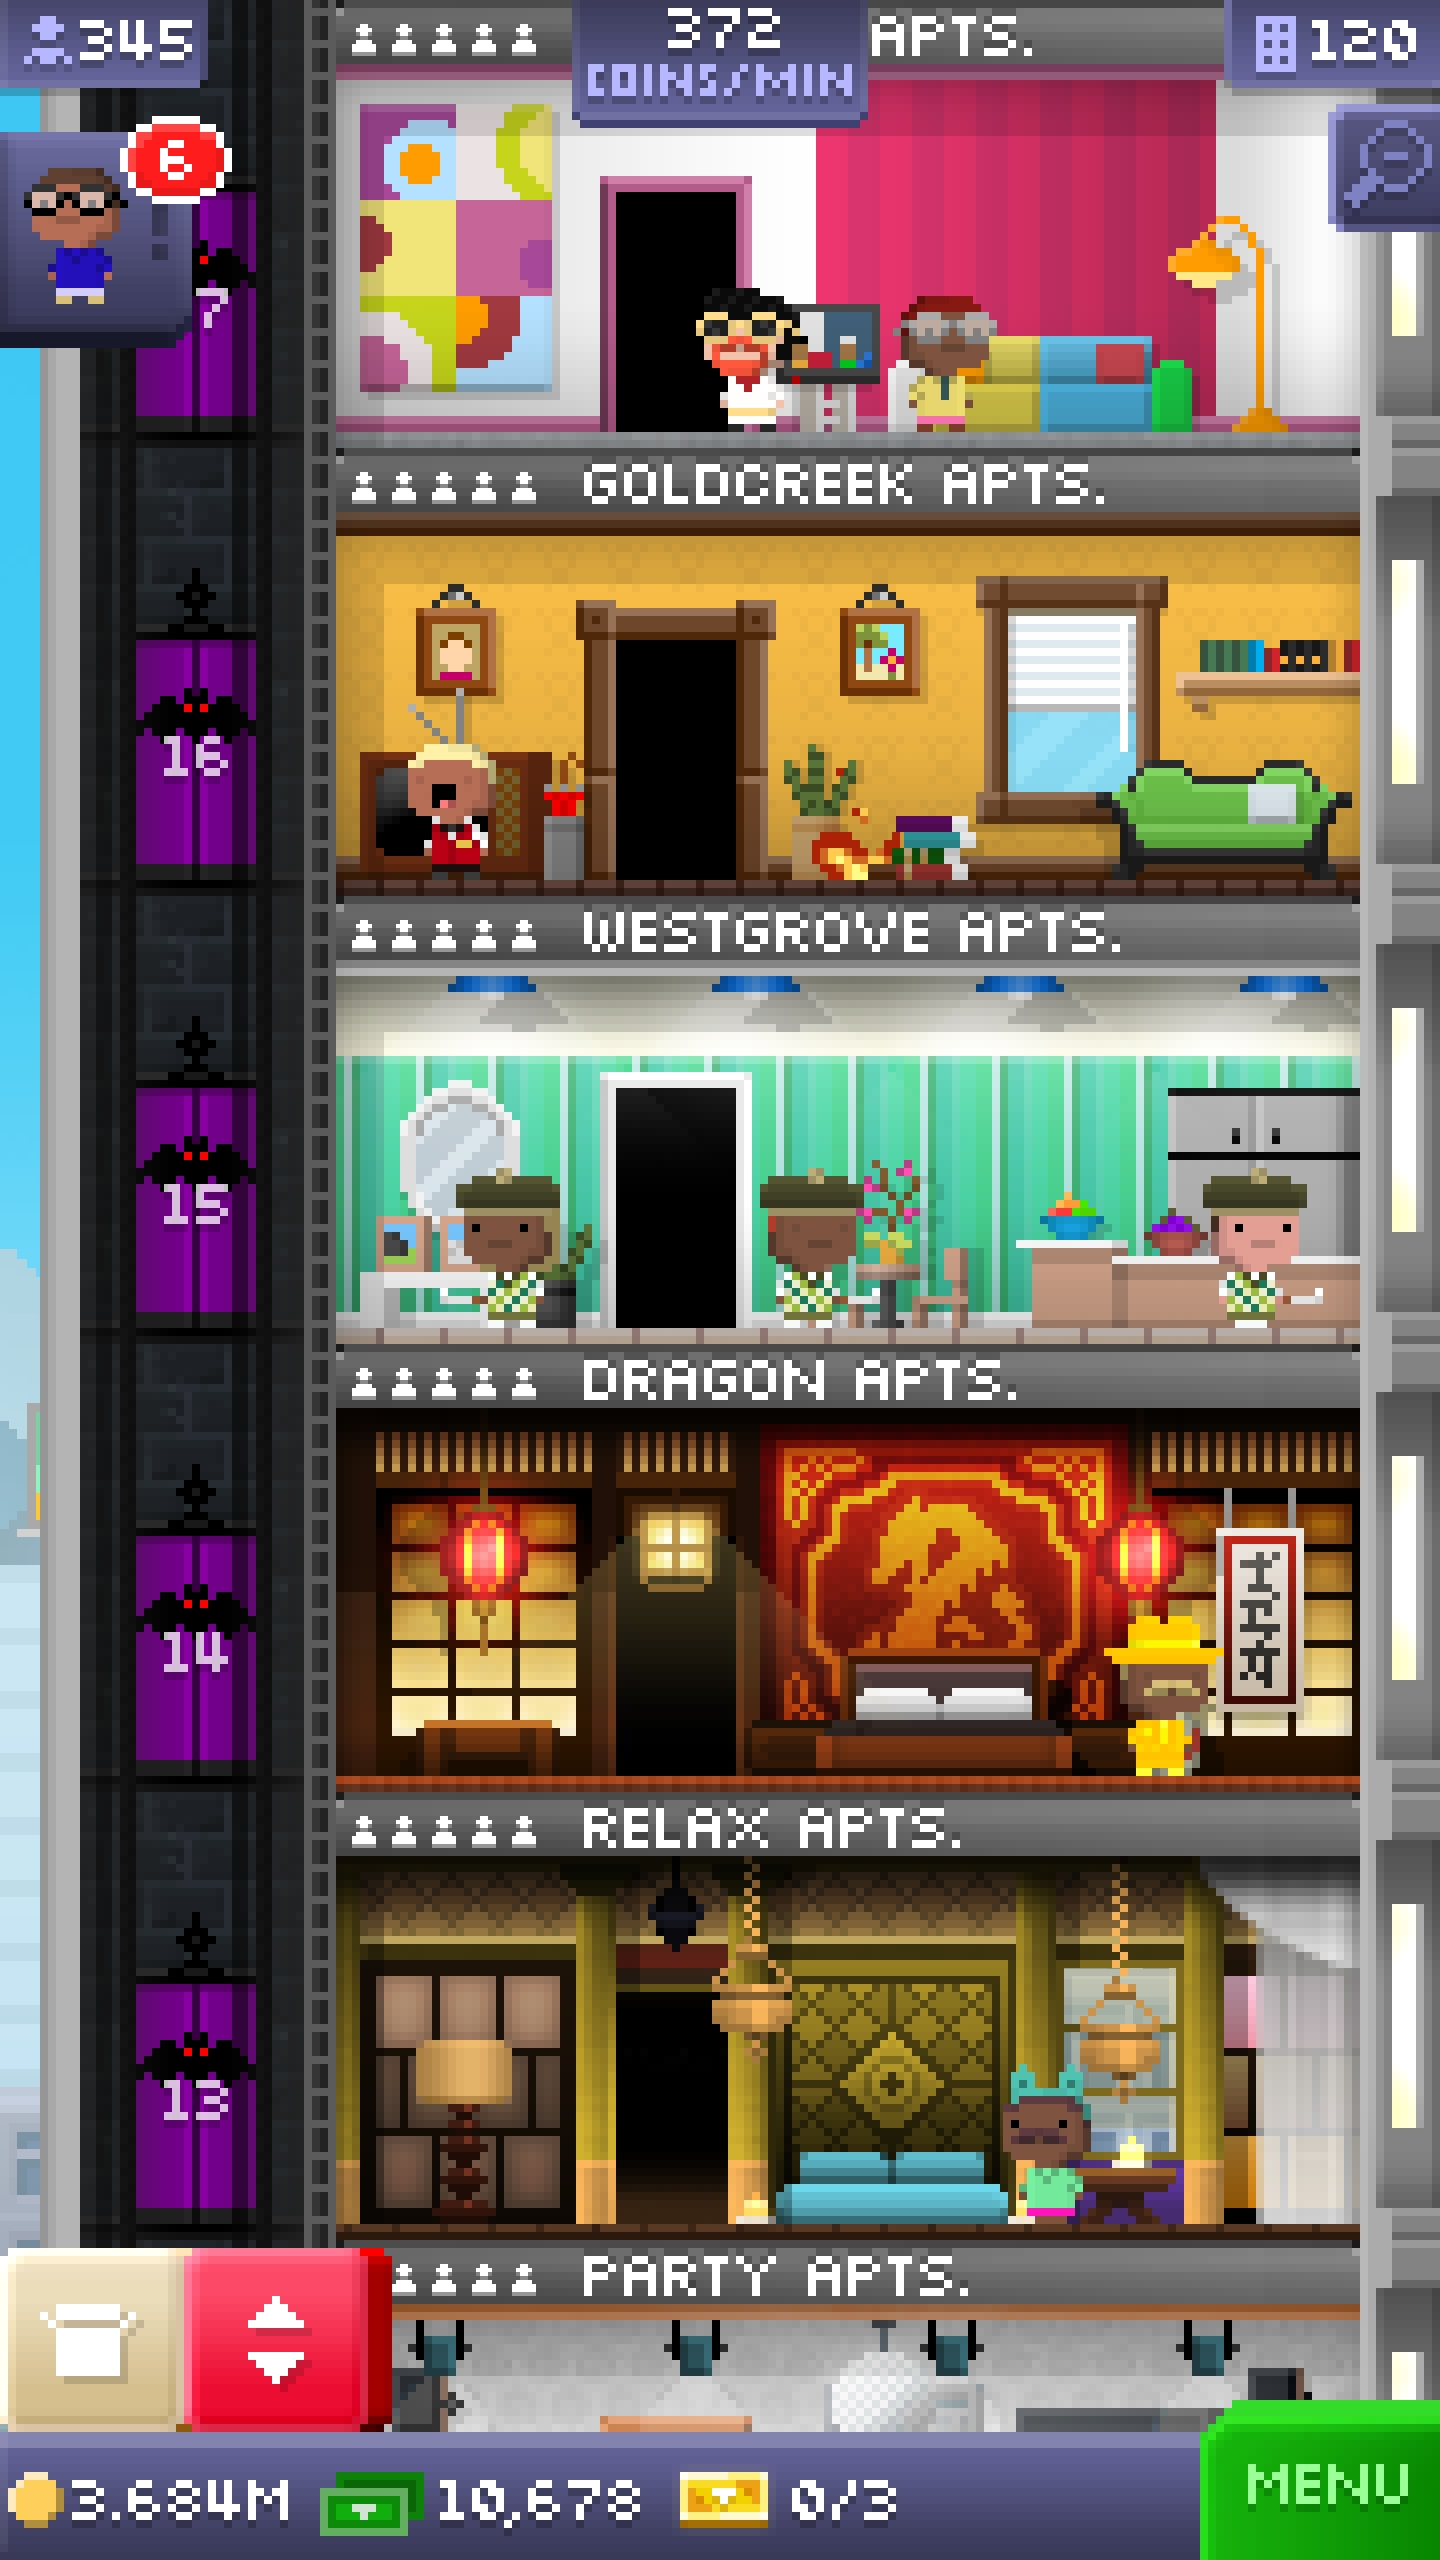 345
372
COINS/MIN
APTS.
120
6
?
GOLDCREEK APTS.
16
WESTGROVE APTS.
15
DRAGON APTS.
14
RELAX APTS.
13
PARTY APTS.
3.684M
10,678
0/3
MENU